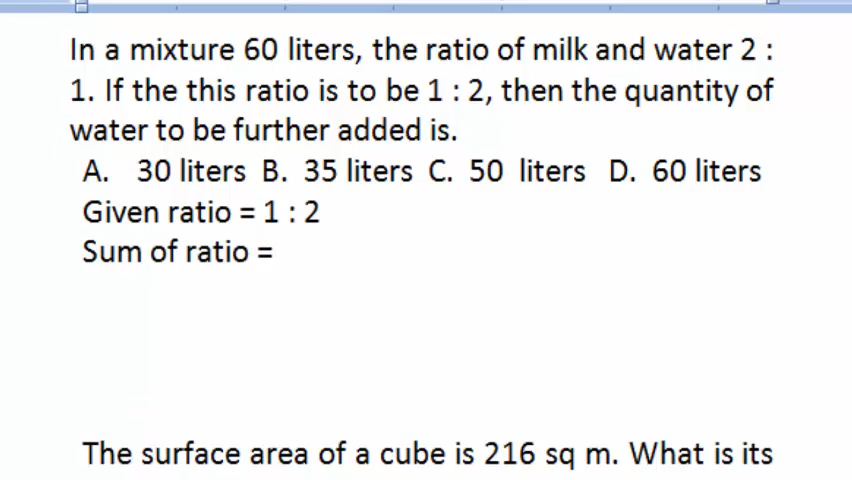 In a mixture 60 liters, the ratio of milk and water 2 :
1. If the this ratio is to be 1 : 2, then the quantity of
water to be further added is.
A. 30 liters B. 35 liters C. 50 liters D. 60 liters
Given ratio = 1 : 2
Sum of ratio =
The surface area of a cube is 216 sq m. What is its